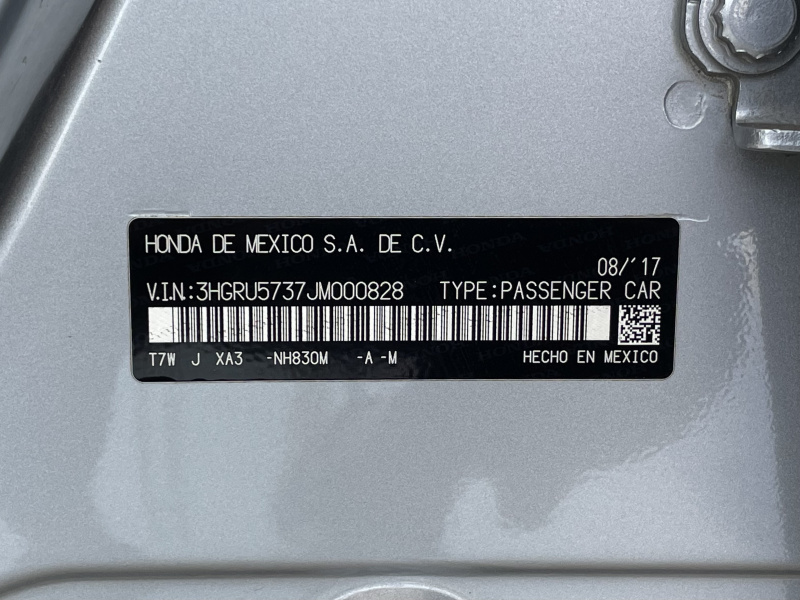 HONDA DE MEXICO S.A. DE C.V.
08/'17
V.I.N.:3HGRU5737JM000828 TYPE:PASSENGER CAR
T7W J XA3 -NH830M -A -M HECHO EN MEXICO